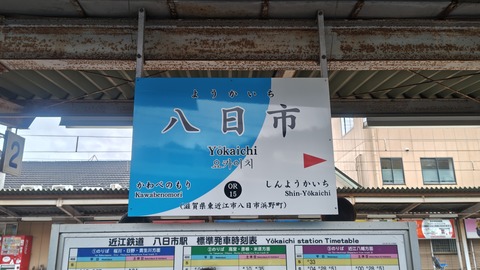 ようかいち
八日市
Yōkaichi
요카이치
かわべのもり
Kawabenomori
OR
15
しんようかいち
Shin-Yōkaichi
(滋賀県東近江市八日市浜野町)
2
近江鉄道 八日市駅 標準発車時刻表 Yōkaichi station Timetable